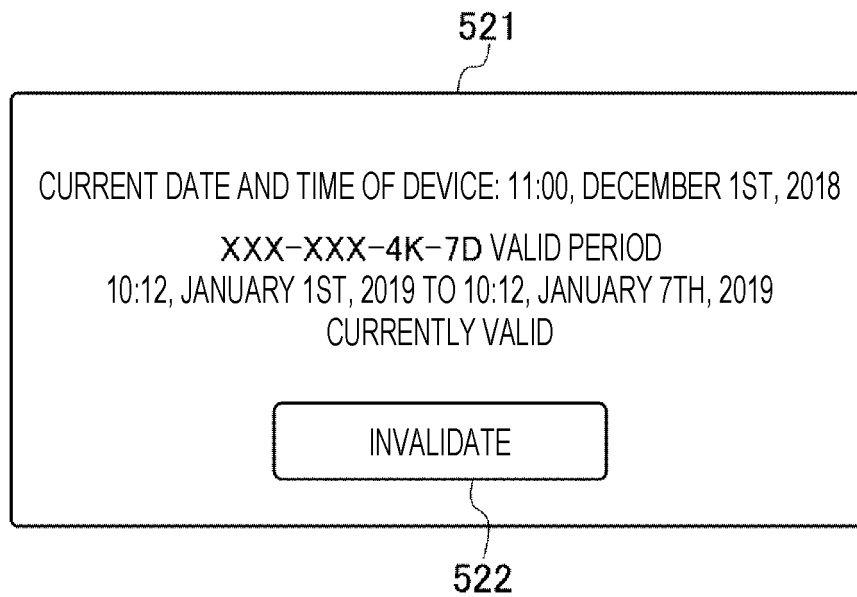 521
CURRENT DATE AND TIME OF DEVICE: 11:00, DECEMBER 1ST, 2018
XXX-XXX-4K-7D VALID PERIOD
10:12, JANUARY 1ST, 2019 TO 10:12, JANUARY 7TH, 2019
CURRENTLY VALID
INVALIDATE
522